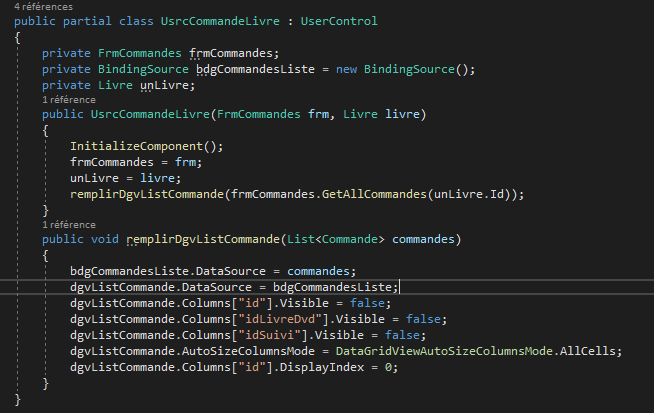 4 références
public partial class UsrcCommandeLivre : UserControl
{
private FrmCommandes frmCommandes;
private BindingSource bdgCommandesListe = new BindingSource();
private Livre unLivre;
1 référence
public UsrcCommandeLivre(FrmCommandes frm, Livre livre)
{
InitializeComponent();
frmCommandes = frm;
unLivre = livre;
remplirDgvListCommande(frmCommandes.GetAllCommandes(unLivre.Id));
}
1 référence
public void remplirDgvListCommande(List<Commande> commandes)
{
bdgCommandesListe.DataSource = commandes;
dgvListCommande.DataSource = bdgCommandesListe;
dgvListCommande.Columns["id"].Visible = false;
dgvListCommande.Columns["idLivreDvd"].Visible = false;
dgvListCommande.Columns["idSuivi"].Visible = false;
dgvListCommande.AutoSizeColumnsMode = DataGridViewAutoSizeColumnsMode.AllCells;
dgvListCommande.Columns["id"].DisplayIndex = 0;
}
}